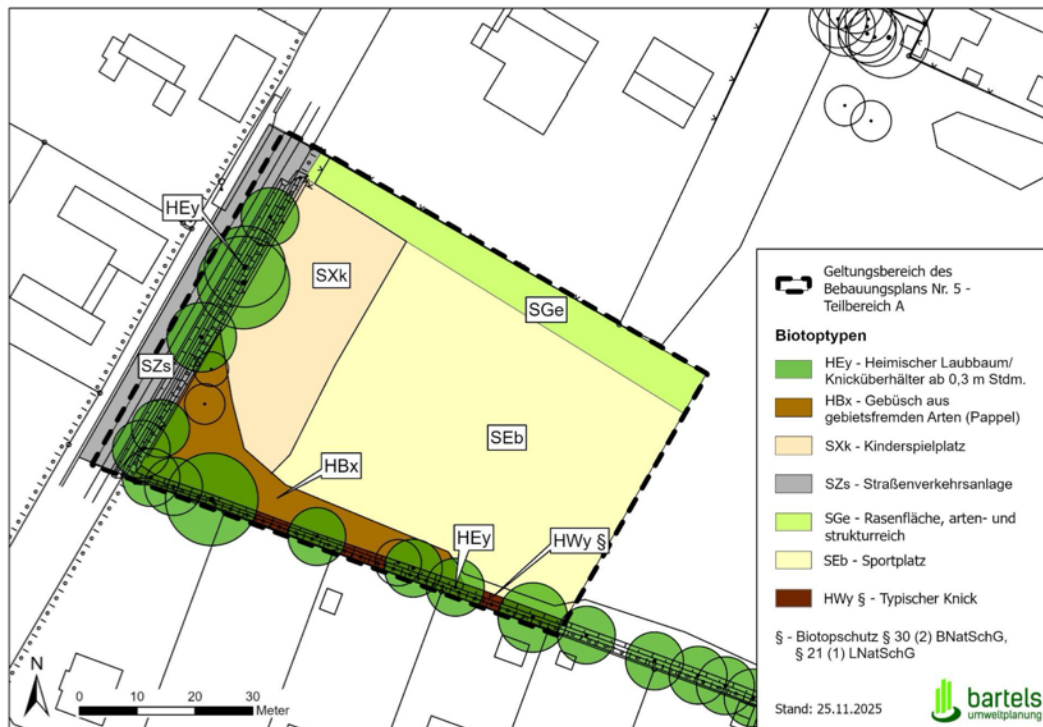 HEy
SXk
SGe
SZs
SEb
HBx
HEy
HWy §
N
0 10 20 30
Meter
Geltungsbereich des
Bebauungsplans Nr. 5 -
Teilbereich A
Biotoptypen
HEy - Heimischer Laubbaum/
Knicküberhälter ab 0,3 m Stdm.
HBx - Gebüsch aus
gebietsfremden Arten (Pappel)
SXk - Kinderspielplatz
SZs - Straßenverkehrsanlage
SGe - Rasenfläche, arten- und
strukturreich
SEb - Sportplatz
HWy § - Typischer Knick
§ - Biotopschutz § 30 (2) BNatSchG,
§ 21 (1) LNatSchG
Stand: 25.11.2025
bartels
umweltplanung